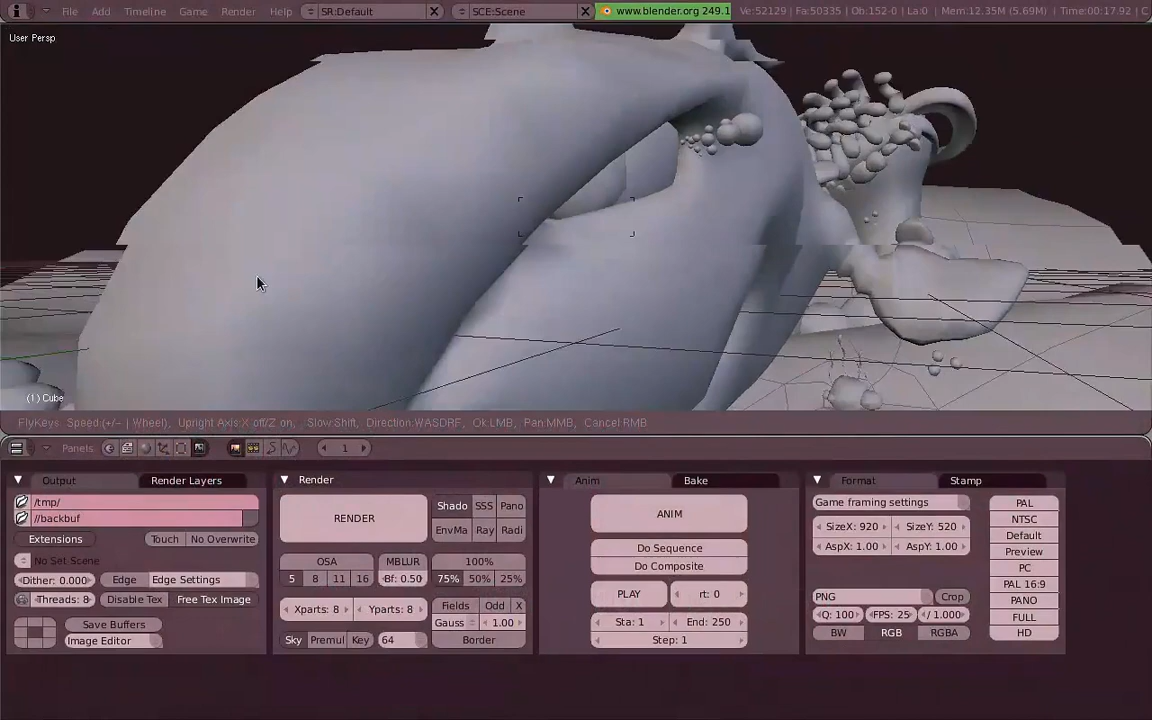 File Add Timeline Game Render Help SR:Default SCE:Scene www.blender.org 249.1 Ve:52129 | Fa:50335 | Ob:152-0 | La:0 | Mem:12.35M (5.69M) | Time:00:17.92 | C
User Persp
(1) Cube
FlyKeys Speed:(+/- | Wheel), Upright Axis:X off/Z on, Slow:Shift, Direction:WASDRF, Ok:LMB, Pan:MMB, Cancel RMB
Panels 1
Output Render Layers Render Anim Bake Format Stamp
/tmp/
//backbuf
Extensions Touch No Overwrite
No Set Scene
Dither: 0.000 Edge Edge Settings
Threads: 8 Disable Tex Free Tex Image
Save Buffers
Image Editor
RENDER
Shado SSS Pano
EnvMa Ray Radi
OSA MBLUR 100%
5 8 11 16 Bf: 0.50 75% 50% 25%
Xparts: 8 Yparts: 8 Fields Odd X
Gauss 1.00
Sky Premul Key 64 Border
ANIM
Do Sequence
Do Composite
PLAY rt: 0
Sta: 1 End: 250
Step: 1
Game framing settings
SizeX: 920 SizeY: 520
AspX: 1.00 AspY: 1.00
PNG Crop
Q: 100 FPS: 25 / 1.000
BW RGB RGBA
PAL
NTSC
Default
Preview
PC
PAL 16:9
PANO
FULL
HD